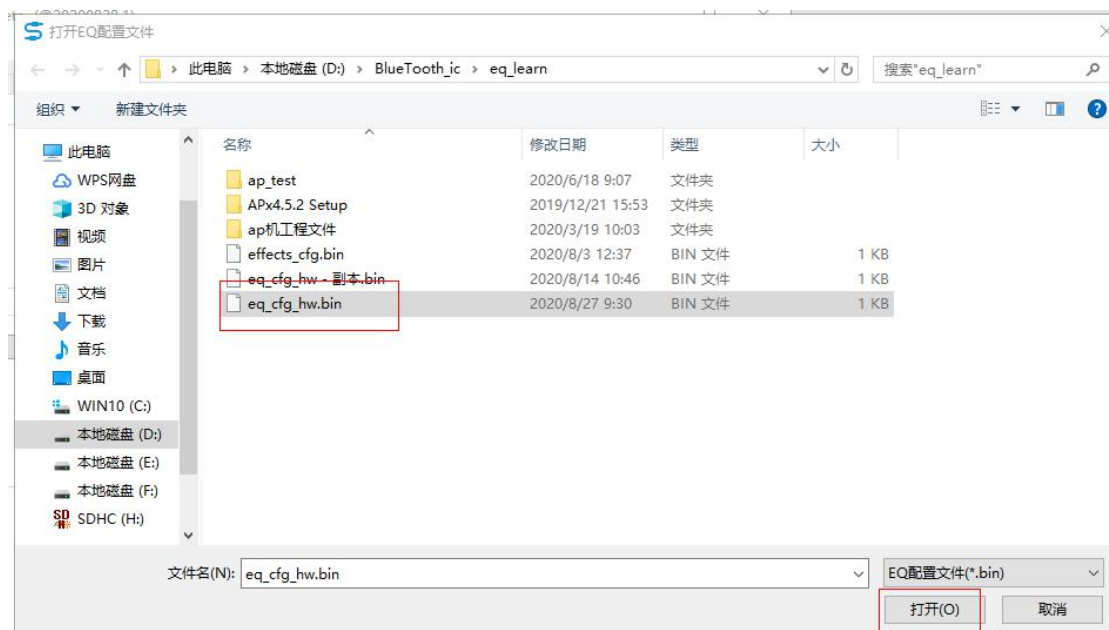 打开EQ配置文件
此电脑 > 本地磁盘 (D:) > BlueTooth_ic > eq_learn
搜索"eq_learn"
组织 新建文件夹
名称 修改日期 类型 大小
此电脑
WPS网盘
3D 对象
视频
图片
文档
下载
音乐
桌面
WIN10 (C:)
本地磁盘 (D:)
本地磁盘 (E:)
本地磁盘 (F:)
SDHC (H:)
ap_test 2020/6/18 9:07 文件夹
APx4.5.2 Setup 2019/12/21 15:53 文件夹
ap机工程文件 2020/3/19 10:03 文件夹
effects_cfg.bin 2020/8/3 12:37 BIN 文件 1 KB
eq_cfg_hw - 副本.bin 2020/8/14 10:46 BIN 文件 1 KB
eq_cfg_hw.bin 2020/8/27 9:30 BIN 文件 1 KB
文件名(N): eq_cfg_hw.bin EQ配置文件(*.bin)
打开(O) 取消